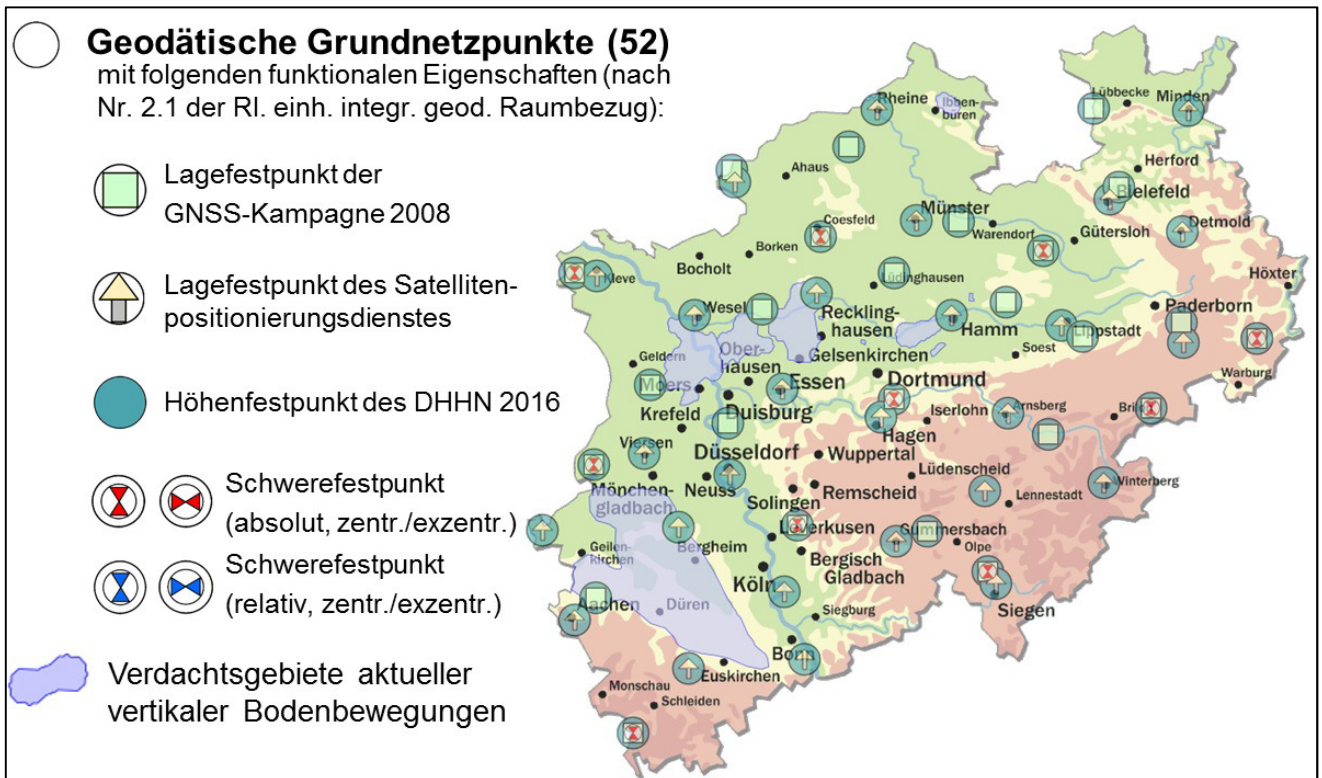 Geodätische Grundnetzpunkte (52)
mit folgenden funktionalen Eigenschaften (nach
Nr. 2.1 der RI. einh. integr. geod. Raumbezug):
Lagefestpunkt der
GNSS-Kampagne 2008
Lagefestpunkt des Satelliten-
positionierungsdienstes
Höhenfestpunkt des DHHN 2016
Schwerefestpunkt
(absolut, zentr./exzentr.)
Schwerefestpunkt
(relativ, zentr./exzentr.)
Verdachtsgebiete aktueller
vertikaler Bodenbewegungen
Rheine
Ibben-
büren
Lübbecke
Minden
Ahaus
Herford
Bielefeld
Coesfeld
Münster
Warendorf
Gütersloh
Detmold
Borken
Bocholt
Kleve
Lüdinghausen
Höxter
Wesel
Reckling-
hausen
Hamm
Lippstadt
Paderborn
Geldern
Ober-
hausen
Gelsenkirchen
Soest
Warburg
Moers
Essen
Dortmund
Krefeld
Duisburg
Iserlohn
Arnsberg
Brilon
Viersen
Hagen
Düsseldorf
Wuppertal
Lüdenscheid
Mönchen-
gladbach
Neuss
Solingen
Remscheid
Lennestadt
Winterberg
Leverkusen
Gummersbach
Geilen-
kirchen
Bergheim
Bergisch
Gladbach
Olpe
Köln
Aachen
Düren
Siegburg
Siegen
Bonn
Euskirchen
Monschau
Schleiden